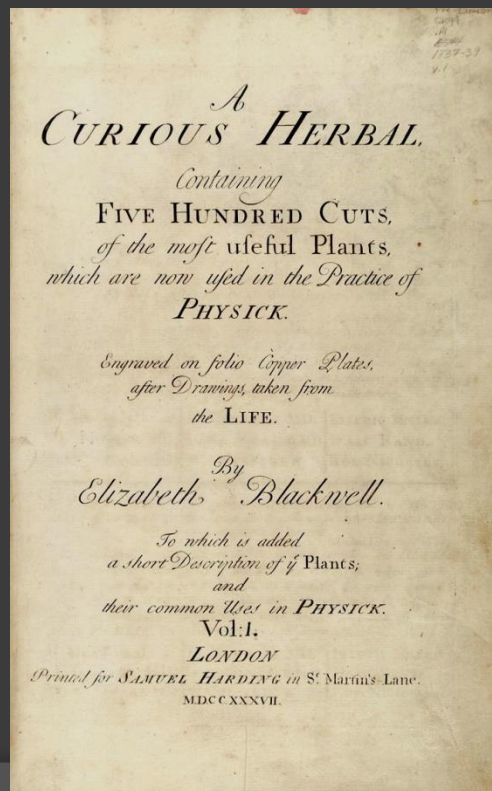 1737-39
v.1
A
CURIOUS HERBAL,
Containing
FIVE HUNDRED CUTS,
of the moſt uſeful Plants,
which are now uſed in the Practice of
PHYSICK.
Engraved on folio Copper Plates,
after Drawings, taken from
the LIFE.
By
Elizabeth Blackwell.
To which is added
a short Description of yͤ Plants;
and
their common Uses in PHYSICK.
Vol: I.
LONDON
Printed for SAMUEL HARDING in Sᵗ Martin's Lane.
MDCCXXXVII.